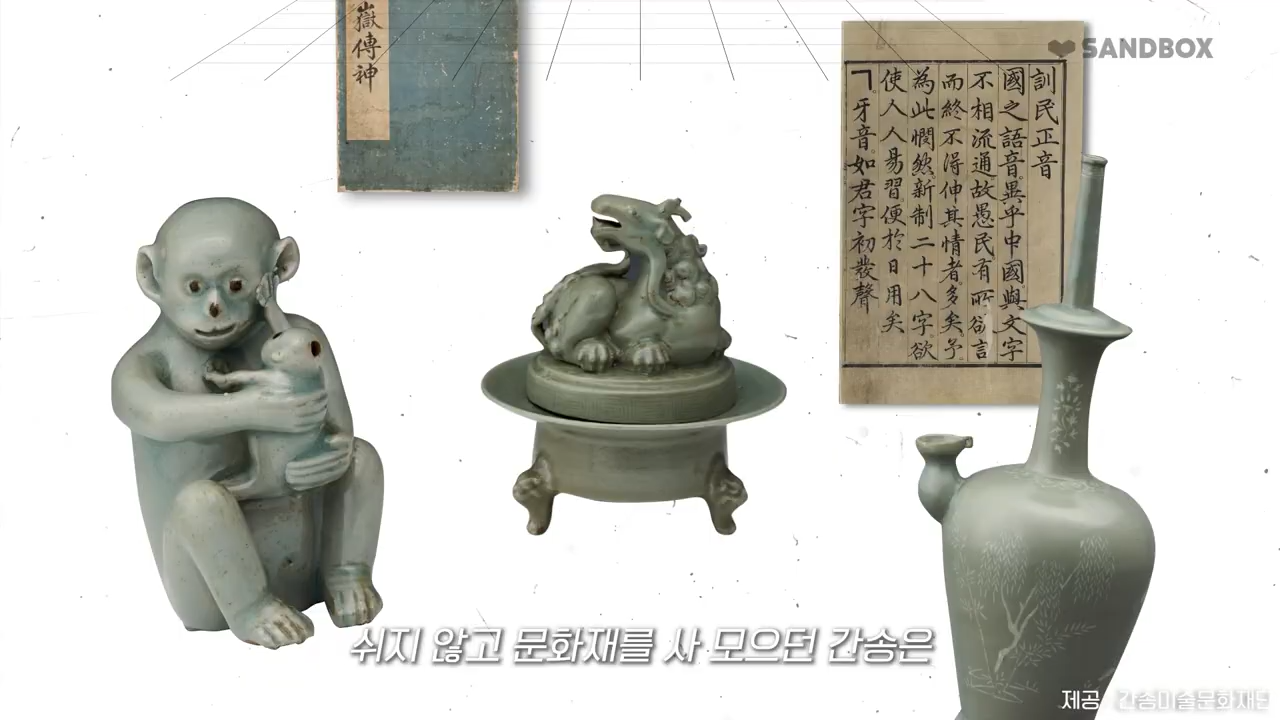 嶽傳神
SANDBOX
訓民正音
國之語音異乎中國與文字
不相流通故愚民有所欲言
而終不得伸其情者多矣予
為此憫然新制二十八字欲
使人人易習便於日用矣
ㄱ牙音如君字初發聲
쉬지 않고 문화재를 사 모으던 간송은
제공 간송미술문화재단